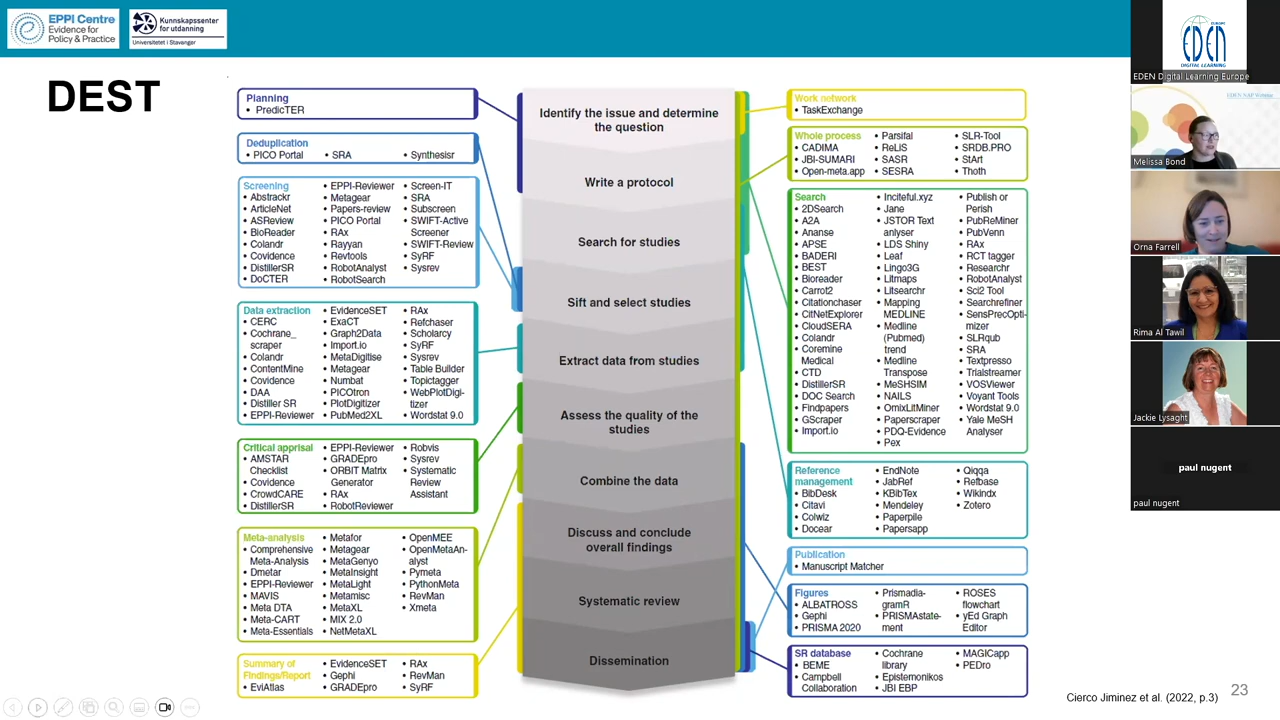 EPPI Centre
Evidence for
Policy & Practice
Kunnskapssenter
for utdanning
Universitetet i Stavanger
DEST
Planning
• PredicTER
Deduplication
• PICO Portal
• SRA
• Synthesisr
Screening
• Abstrackr
• ArticleNet
• ASReview
• BioReader
• Colandr
• Covidence
• DistillerSR
• DoCTER
• EPPI-Reviewer
• Metagear
• Papers-review
• PICO Portal
• RAx
• Rayyan
• Revtools
• RobotAnalyst
• RobotSearch
• Screen-IT
• SRA
• Subscreen
• SWIFT-Active
Screener
• SWIFT-Review
• SyRF
• Sysrev
Data extraction
• CERC
• Cochrane_
scraper
• Colandr
• ContentMine
• Covidence
• DAA
• Distiller SR
• EPPI-Reviewer
• EvidenceSET
• ExaCT
• Graph2Data
• Import.io
• MetaDigitise
• Metagear
• Numbat
• PICOtron
• PlotDigitizer
• PubMed2XL
• RAx
• Refchaser
• Scholarcy
• SyRF
• Sysrev
• Table Builder
• Topictagger
• WebPlotDigi-
tizer
• Wordstat 9.0
Critical apprisal
• AMSTAR
Checklist
• Covidence
• CrowdCARE
• DistillerSR
• EPPI-Reviewer
• GRADEpro
• ORBIT Matrix
Generator
• RAx
• RobotReviewer
• Robvis
• Sysrev
• Systematic
Review
Assistant
Meta-analysis
• Comprehensive
Meta-Analysis
• Dmetar
• EPPI-Reviewer
• MAVIS
• Meta DTA
• Meta-CART
• Meta-Essentials
• Metafor
• Metagear
• MetaGenyo
• MetaInsight
• MetaLight
• Metamisc
• MetaXL
• MIX 2.0
• NetMetaXL
• OpenMEE
• OpenMetaAn-
alyst
• Pymeta
• PythonMeta
• RevMan
• Xmeta
Summary of
Findings/Report
• EviAtlas
• EvidenceSET
• Gephi
• GRADEpro
• RAx
• RevMan
• SyRF
Identify the issue and determine
the question
Write a protocol
Search for studies
Sift and select studies
Extract data from studies
Assess the quality of the
studies
Combine the data
Discuss and conclude
overall findings
Systematic review
Dissemination
Work network
• TaskExchange
Whole process
• CADIMA
• JBI-SUMARI
• Open-meta.app
• Parsifal
• ReLiS
• SASR
• SESRA
• SLR-Tool
• SRDB.PRO
• StArt
• Thoth
Search
• 2DSearch
• A2A
• Ananse
• APSE
• BADERI
• BEST
• Bioreader
• Carrot2
• Citationchaser
• CitNetExplorer
• CloudSERA
• Colandr
• Coremine
Medical
• CTD
• DistillerSR
• DOC Search
• Findpapers
• GScraper
• Import.io
• Inciteful.xyz
• Jane
• JSTOR Text
anlyser
• LDS Shiny
• Leaf
• Lingo3G
• Litmaps
• Litsearchr
• Mapping
MEDLINE
• Medline
(Pubmed)
trend
• Medline
Transpose
• MeSHSIM
• NAILS
• OmixLitMiner
• Paperscraper
• PDQ-Evidence
• Pex
• Publish or
Perish
• PubReMiner
• PubVenn
• RAx
• RCT tagger
• Researchr
• RobotAnalyst
• Sci2 Tool
• Searchrefiner
• SensPrecOpti-
mizer
• SLRqub
• SRA
• Textpresso
• Trialstreamer
• VOSViewer
• Voyant Tools
• Wordstat 9.0
• Yale MeSH
Analyser
Reference
management
• BibDesk
• Citavi
• Colwiz
• Docear
• EndNote
• JabRef
• KBibTex
• Mendeley
• Paperpile
• Papersapp
• Qiqqa
• Refbase
• Wikindx
• Zotero
Publication
• Manuscript Matcher
Figures
• ALBATROSS
• Gephi
• PRISMA 2020
• Prismadia-
gramR
• PRISMAstate-
ment
• ROSES
flowchart
• yEd Graph
Editor
SR database
• BEME
• Campbell
Collaboration
• Cochrane
library
• Epistemonikos
• JBI EBP
• MAGICapp
• PEDro
Cierco Jiminez et al. (2022, p.3)
23
EUROPE
EDEN
DIGITAL LEARNING
EDEN Digital Learning Europe
EDEN NAP Webinar
Melissa Bond
Orna Farrell
Rima Al Tawil
Jackie Lysaght
paul nugent
paul nugent